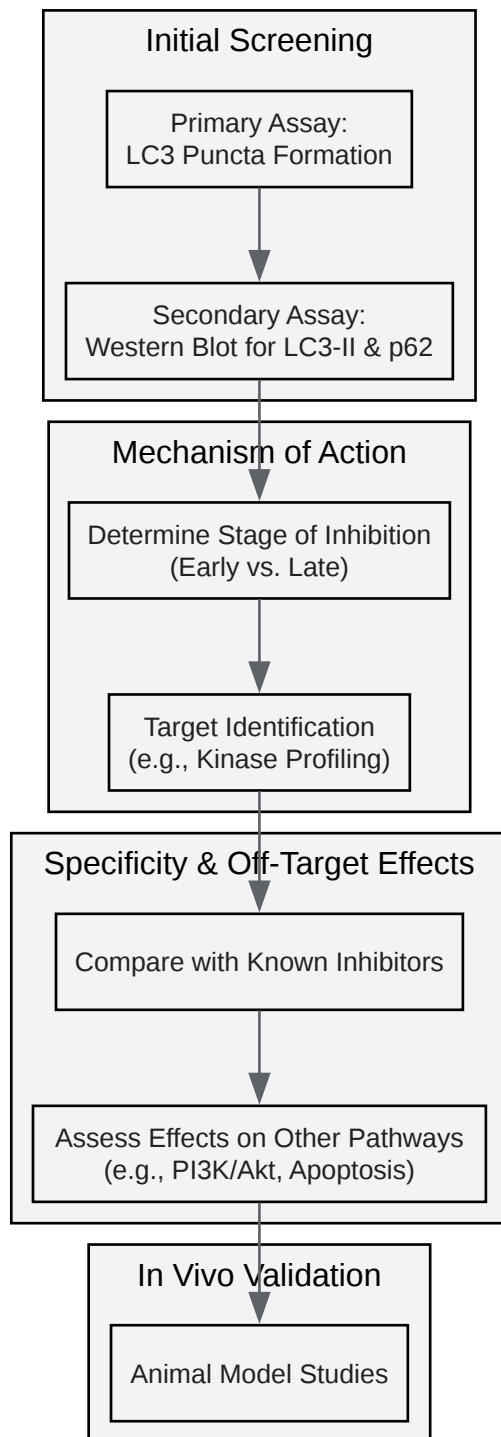 Initial Screening
Primary Assay:
LC3 Puncta Formation
Secondary Assay:
Western Blot for LC3-II & p62
Mechanism of Action
Determine Stage of Inhibition
(Early vs. Late)
Target Identification
(e.g., Kinase Profiling)
Specificity & Off-Target Effects
Compare with Known Inhibitors
Assess Effects on Other Pathways
(e.g., PI3K/Akt, Apoptosis)
In Vivo Validation
Animal Model Studies